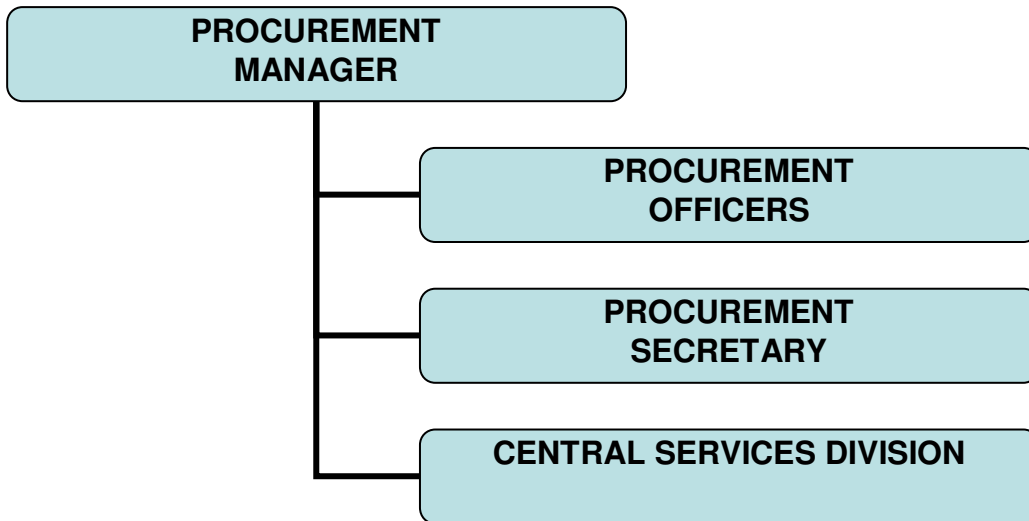 PROCUREMENT
MANAGER
PROCUREMENT
OFFICERS
PROCUREMENT
SECRETARY
CENTRAL SERVICES DIVISION